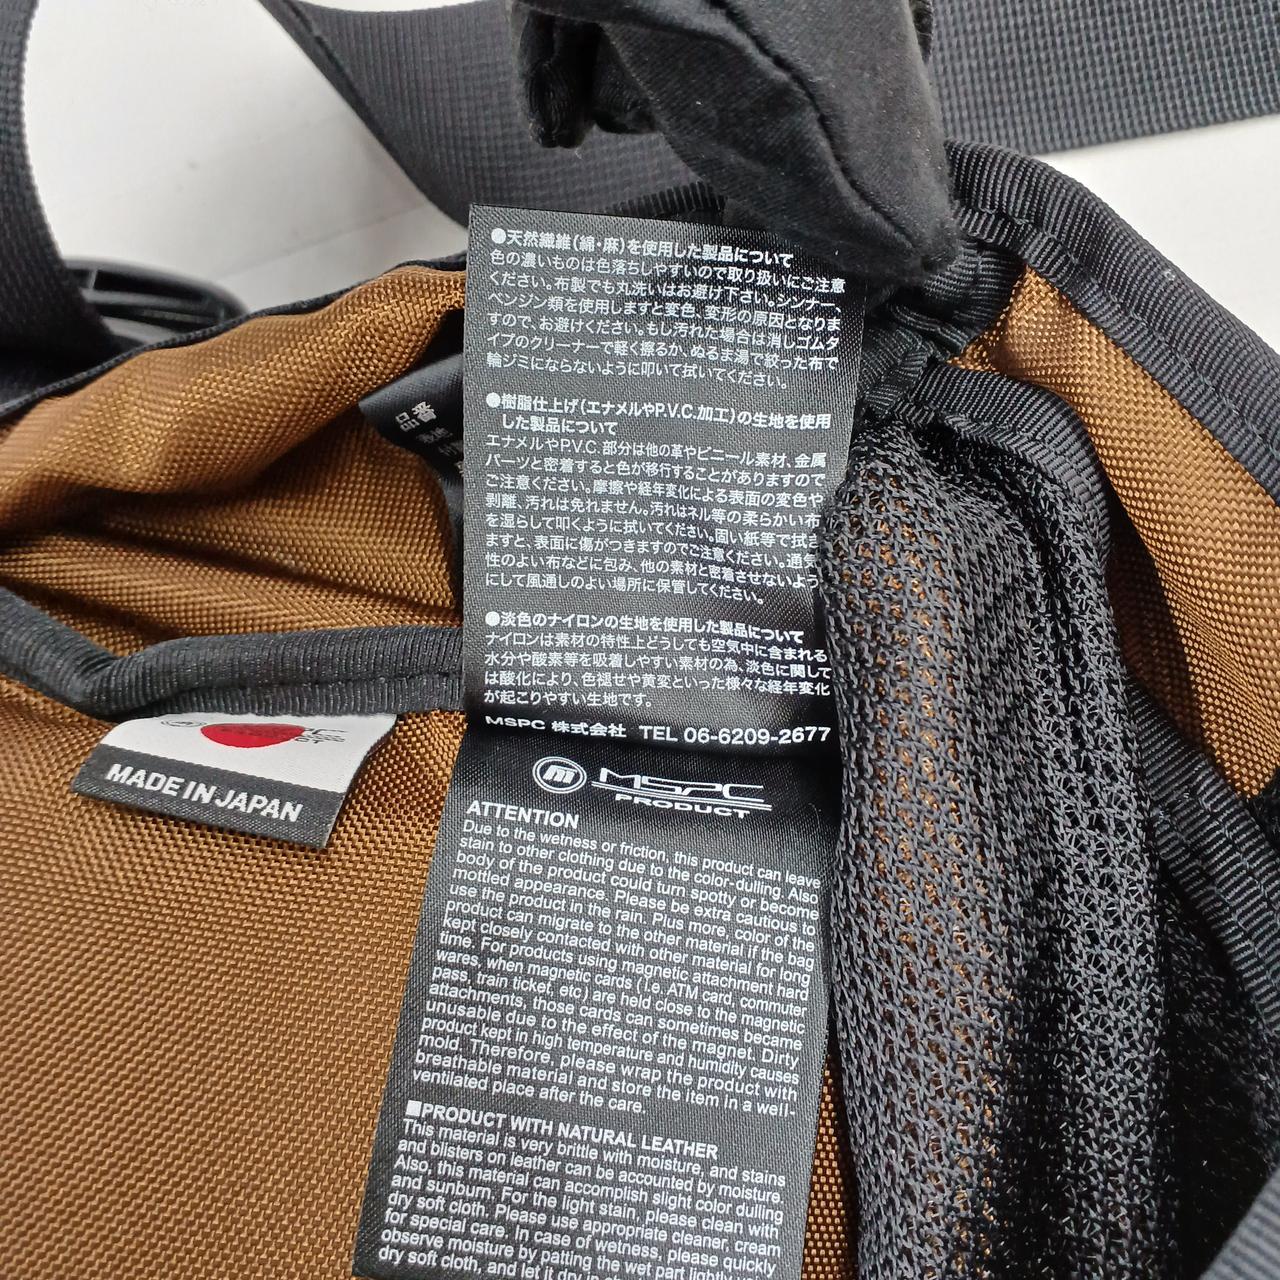 ●天然繊維(綿・麻)を使用した製品について
色の濃いものは色落ちしやすいので取り扱いにご注意
ください。布製でも丸洗いはお避け下さい。シンナー、
ベンジン類を使用しますと変色、変形の原因となりま
すので、お避けください。もし汚れた場合は消しゴムタ
イプのクリーナーで軽く擦るか、ぬるま湯で絞った布で
輪ジミにならないように叩いて拭いてください。
●樹脂仕上げ(エナメルやP.V.C.加工)の生地を使用
した製品について
エナメルやP.V.C.部分は他の革やビニール素材、金属
パーツと密着すると色が移行することがありますので
ご注意ください。摩擦や経年変化による表面の変色や
剥離、汚れは免れません。汚れはネル等の柔らかい布
を湿らして叩くように拭いてください。固い紙等で拭き
ますと、表面に傷がつきますのでご注意ください。通気
性のよい布などに包み、他の素材と密着させないよう
にして風通しのよい場所に保管してください。
●淡色のナイロンの生地を使用した製品について
ナイロンは素材の特性上どうしても空気中に含まれる
水分や酸素等を吸着しやすい素材の為、淡色に関して
は酸化により、色褪せや黄変といった様々な経年変化
が起こりやすい生地です。
MSPC 株式会社 TEL 06-6209-2677
品番
MADE IN JAPAN
m MSPC
PRODUCT
ATTENTION
Due to the wetness or friction, this product can leave
stain to other clothing due to the color-dulling. Also
body of the product could turn spotty or become
mottled appearance. Please be extra cautious to
use the product in the rain. Plus more, color of the
product can migrate to the other material if the bag
kept closely contacted with other material for long
time. For products using magnetic attachment hard
wares, when magnetic cards (i.e. ATM card, commuter
pass, train ticket, etc) are held close to the magnetic
attachments, those cards can sometimes became
unusable due to the effect of the magnet. Dirty
product kept in high temperature and humidity causes
mold. Therefore, please wrap the product with
breathable material and store the item in a well-
ventilated place after the care.
■PRODUCT WITH NATURAL LEATHER
This material is very brittle with moisture, and stains
and blisters on leather can be accounted by moisture.
Also, this material can accomplish slight color dulling
and sunburn. For the light stain, please clean with
dry soft cloth. Please use appropriate cleaner, cream
for special care. In case of wetness, please quickly
observe moisture by patting the wet part lightly
dry soft cloth, and let it dry in